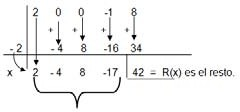 2 0 0 -1 8
+ + + +
- 2 - 4 8 -16 34
x 2 - 4 8 -17 42 = R(x) es el resto.